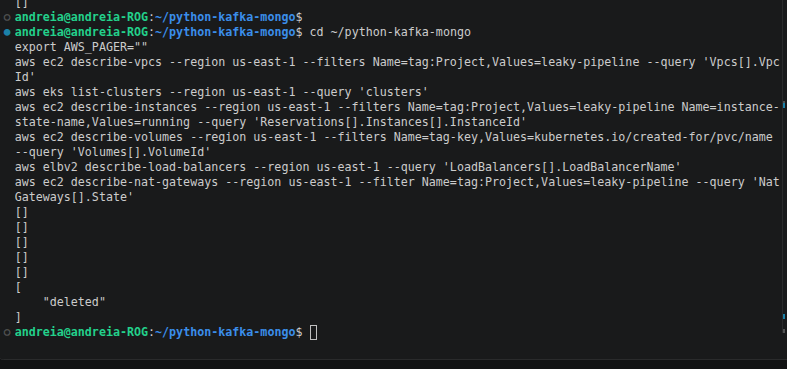 []
andreia@andreia-ROG:~/python-kafka-mongo$
andreia@andreia-ROG:~/python-kafka-mongo$ cd ~/python-kafka-mongo
export AWS_PAGER=""
aws ec2 describe-vpcs --region us-east-1 --filters Name=tag:Project,Values=leaky-pipeline --query 'Vpcs[].Vpc
Id'
aws eks list-clusters --region us-east-1 --query 'clusters'
aws ec2 describe-instances --region us-east-1 --filters Name=tag:Project,Values=leaky-pipeline Name=instance-
state-name,Values=running --query 'Reservations[].Instances[].InstanceId'
aws ec2 describe-volumes --region us-east-1 --filters Name=tag-key,Values=kubernetes.io/created-for/pvc/name
--query 'Volumes[].VolumeId'
aws elbv2 describe-load-balancers --region us-east-1 --query 'LoadBalancers[].LoadBalancerName'
aws ec2 describe-nat-gateways --region us-east-1 --filter Name=tag:Project,Values=leaky-pipeline --query 'Nat
Gateways[].State'
[]
[]
[]
[]
[]
[
    "deleted"
]
andreia@andreia-ROG:~/python-kafka-mongo$